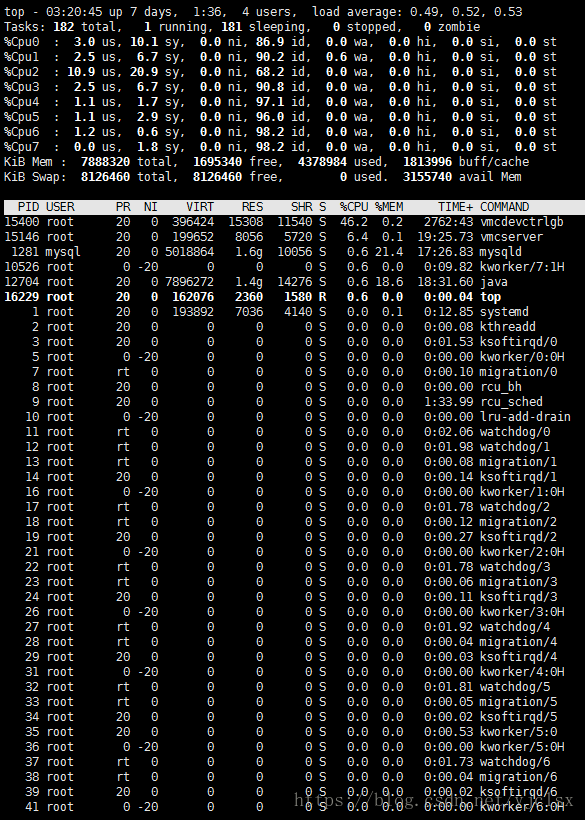 top - 03:20:45 up 7 days,  1:36,  4 users,  load average: 0.49, 0.52, 0.53
Tasks: 182 total,   1 running, 181 sleeping,   0 stopped,   0 zombie
%Cpu0  :  3.0 us, 10.1 sy,  0.0 ni, 86.9 id,  0.0 wa,  0.0 hi,  0.0 si,  0.0 st
%Cpu1  :  2.5 us,  6.7 sy,  0.0 ni, 90.2 id,  0.6 wa,  0.0 hi,  0.0 si,  0.0 st
%Cpu2  : 10.9 us, 20.9 sy,  0.0 ni, 68.2 id,  0.0 wa,  0.0 hi,  0.0 si,  0.0 st
%Cpu3  :  2.5 us,  6.7 sy,  0.0 ni, 90.8 id,  0.0 wa,  0.0 hi,  0.0 si,  0.0 st
%Cpu4  :  1.1 us,  1.7 sy,  0.0 ni, 97.1 id,  0.0 wa,  0.0 hi,  0.0 si,  0.0 st
%Cpu5  :  1.1 us,  2.9 sy,  0.0 ni, 96.0 id,  0.0 wa,  0.0 hi,  0.0 si,  0.0 st
%Cpu6  :  1.2 us,  0.6 sy,  0.0 ni, 98.2 id,  0.0 wa,  0.0 hi,  0.0 si,  0.0 st
%Cpu7  :  0.0 us,  1.8 sy,  0.0 ni, 98.2 id,  0.0 wa,  0.0 hi,  0.0 si,  0.0 st
KiB Mem :  7888320 total,  1695340 free,  4378984 used,  1813996 buff/cache
KiB Swap:  8126460 total,  8126460 free,        0 used.  3155740 avail Mem
PID USER      PR  NI    VIRT    RES    SHR S  %CPU %MEM     TIME+ COMMAND
15400 root      20   0  396424  15308  11540 S  46.2  0.2   2762:43 vmcdevctrlgb
15146 root      20   0  199652   8056   5720 S   6.4  0.1  19:25.73 vmcserver
1281 mysql     20   0 5018864   1.6g  10056 S   0.6 21.4  17:26.83 mysqld
10526 root       0 -20       0      0      0 S   0.6  0.0   0:09.82 kworker/7:1H
12704 root      20   0 7896272   1.4g  14276 S   0.6 18.6  18:31.60 java
16229 root      20   0  162076   2360   1580 R   0.6  0.0   0:00.04 top
1 root      20   0  193892   7036   4140 S   0.0  0.1   0:12.85 systemd
2 root      20   0       0      0      0 S   0.0  0.0   0:00.08 kthreadd
3 root      20   0       0      0      0 S   0.0  0.0   0:01.53 ksoftirqd/0
5 root       0 -20       0      0      0 S   0.0  0.0   0:00.00 kworker/0:0H
7 root      rt   0       0      0      0 S   0.0  0.0   0:00.10 migration/0
8 root      20   0       0      0      0 S   0.0  0.0   0:00.00 rcu_bh
9 root      20   0       0      0      0 S   0.0  0.0   1:33.99 rcu_sched
10 root       0 -20       0      0      0 S   0.0  0.0   0:00.00 lru-add-drain
11 root      rt   0       0      0      0 S   0.0  0.0   0:02.06 watchdog/0
12 root      rt   0       0      0      0 S   0.0  0.0   0:01.98 watchdog/1
13 root      rt   0       0      0      0 S   0.0  0.0   0:00.08 migration/1
14 root      20   0       0      0      0 S   0.0  0.0   0:00.14 ksoftirqd/1
16 root       0 -20       0      0      0 S   0.0  0.0   0:00.00 kworker/1:0H
17 root      rt   0       0      0      0 S   0.0  0.0   0:01.78 watchdog/2
18 root      rt   0       0      0      0 S   0.0  0.0   0:00.12 migration/2
19 root      20   0       0      0      0 S   0.0  0.0   0:00.27 ksoftirqd/2
21 root       0 -20       0      0      0 S   0.0  0.0   0:00.00 kworker/2:0H
22 root      rt   0       0      0      0 S   0.0  0.0   0:01.78 watchdog/3
23 root      rt   0       0      0      0 S   0.0  0.0   0:00.06 migration/3
24 root      20   0       0      0      0 S   0.0  0.0   0:00.11 ksoftirqd/3
26 root       0 -20       0      0      0 S   0.0  0.0   0:00.00 kworker/3:0H
27 root      rt   0       0      0      0 S   0.0  0.0   0:01.92 watchdog/4
28 root      rt   0       0      0      0 S   0.0  0.0   0:00.04 migration/4
29 root      20   0       0      0      0 S   0.0  0.0   0:00.03 ksoftirqd/4
31 root       0 -20       0      0      0 S   0.0  0.0   0:00.00 kworker/4:0H
32 root      rt   0       0      0      0 S   0.0  0.0   0:01.81 watchdog/5
33 root      rt   0       0      0      0 S   0.0  0.0   0:00.05 migration/5
34 root      20   0       0      0      0 S   0.0  0.0   0:00.02 ksoftirqd/5
35 root      20   0       0      0      0 S   0.0  0.0   0:00.53 kworker/5:0
36 root       0 -20       0      0      0 S   0.0  0.0   0:00.00 kworker/5:0H
37 root      rt   0       0      0      0 S   0.0  0.0   0:01.73 watchdog/6
38 root      rt   0       0      0      0 S   0.0  0.0   0:00.04 migration/6
39 root      20   0       0      0      0 S   0.0  0.0   0:00.02 ksoftirqd/6
41 root       0 -20       0      0      0 S   0.0  0.0   0:00.00 kworker/6:0H
https://blog.csdn.net/yjclsx